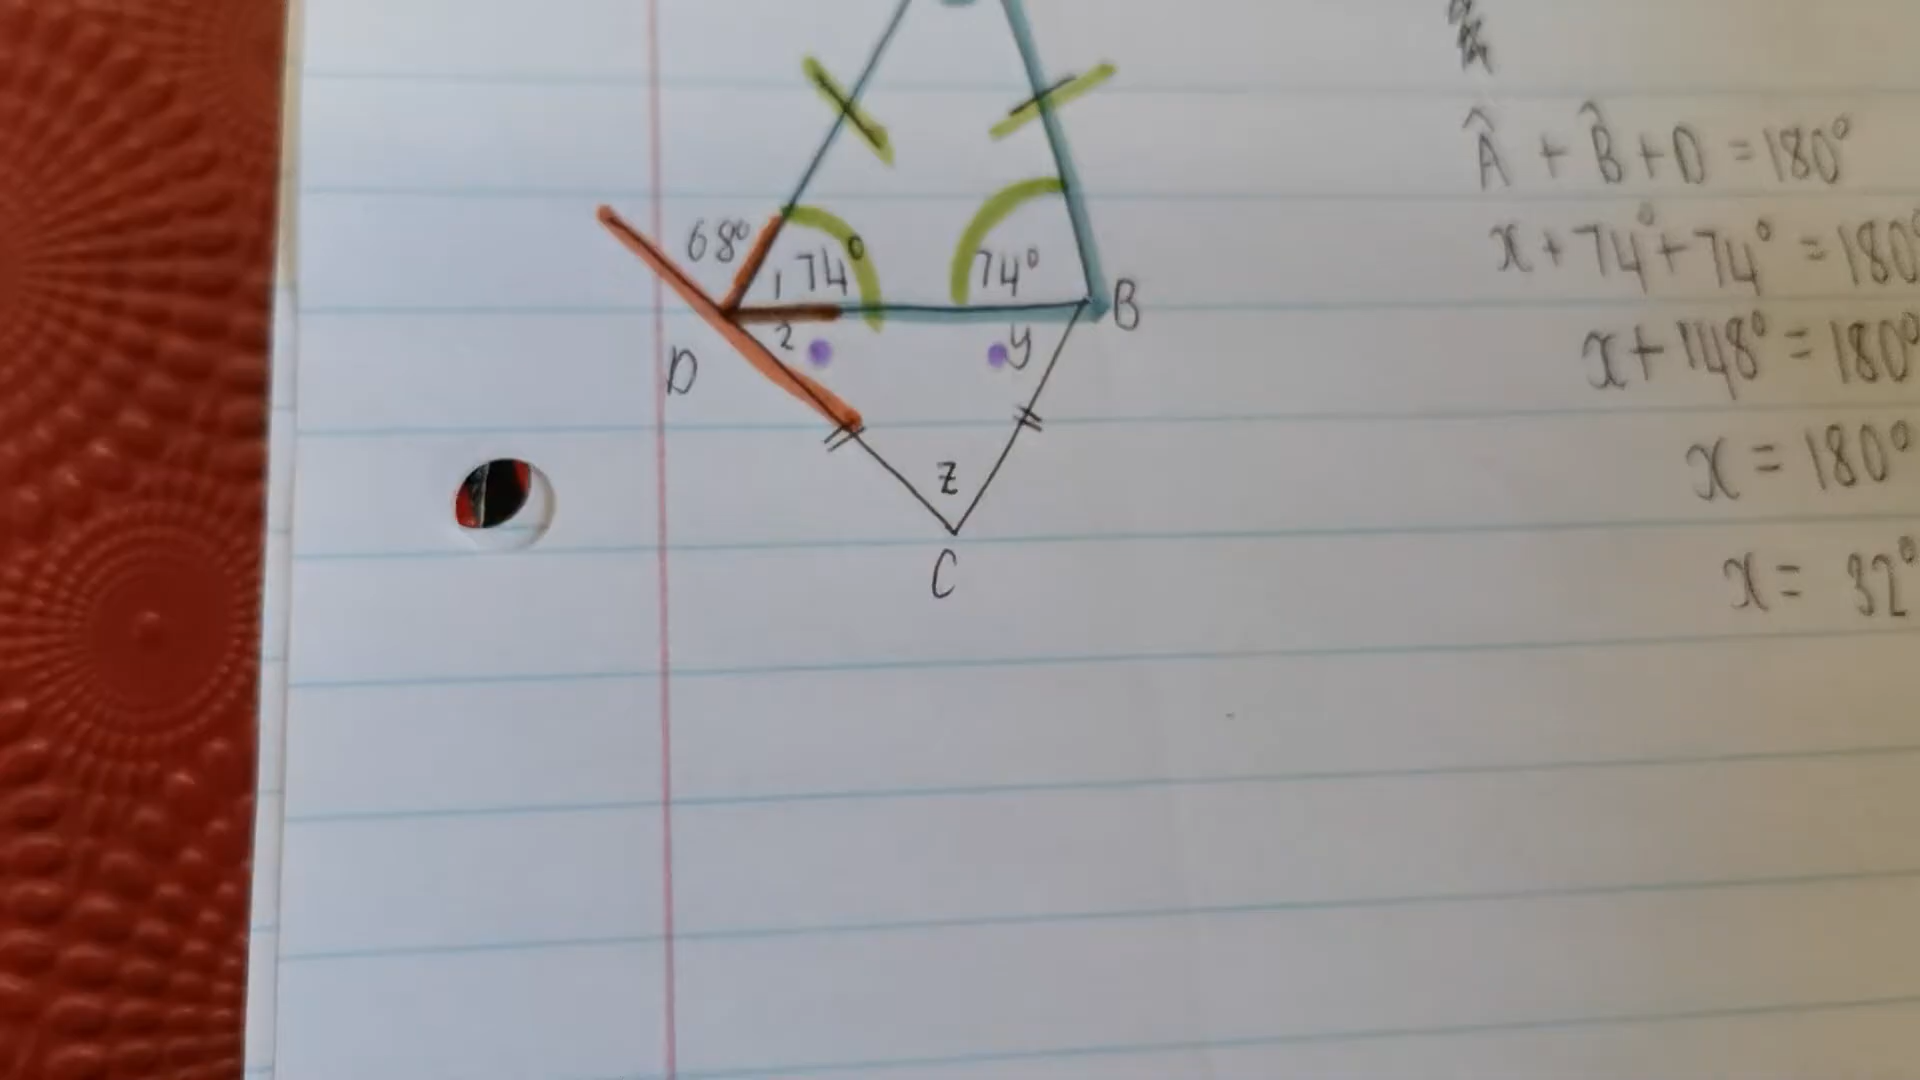 68°
1 74°
74°
B
2
y
D
z
C
Â + B̂ + D = 180°
x + 74° + 74° = 180°
x + 148° = 180°
x = 180°
x = 32°